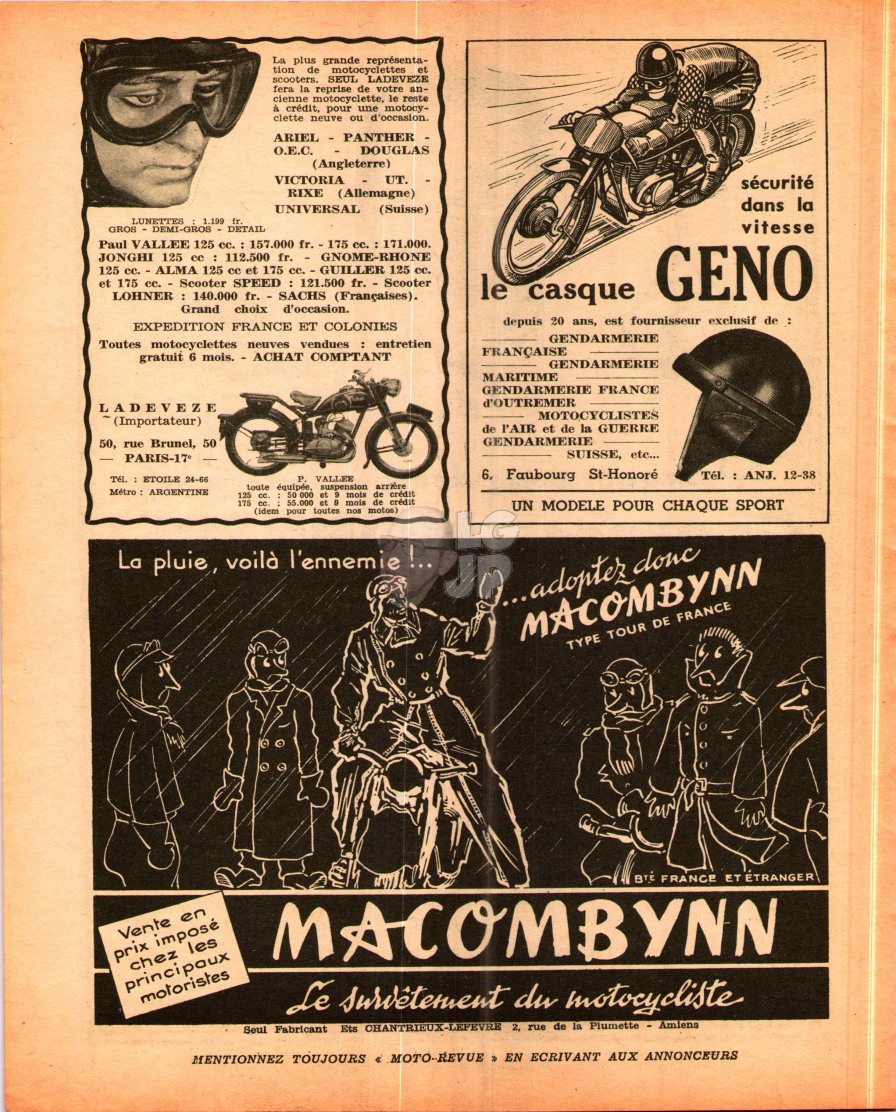 La plus grande représenta-
tion de motocyclettes et
scooters. SEUL LADEVEZE
fera la reprise de votre an-
cienne motocyclette, le reste
à crédit, pour une motocy-
clette neuve ou d'occasion.
ARIEL - PANTHER -
O.E.C. - DOUGLAS
(Angleterre)
VICTORIA - UT. -
RIXE (Allemagne)
UNIVERSAL (Suisse)
LUNETTES : 1.199 fr.
GROS - DEMI-GROS - DETAIL
Paul VALLEE 125 cc. : 157.000 fr. - 175 cc. : 171.000.
JONGHI 125 cc : 112.500 fr. - GNOME-RHONE
125 cc. - ALMA 125 cc et 175 cc. - GUILLER 125 cc.
et 175 cc. - Scooter SPEED : 121.500 fr. - Scooter
LOHNER : 140.000 fr. - SACHS (Françaises).
Grand choix d'occasion.
EXPEDITION FRANCE ET COLONIES
Toutes motocyclettes neuves vendues : entretien
gratuit 6 mois. - ACHAT COMPTANT
LADEVEZE
(Importateur)
50, rue Brunel, 50
— PARIS-17e —
Tél. : ETOILE 24-66
Métro : ARGENTINE
P. VALLEE
toute équipée, suspension arrière
125 cc. : 50 000 et 9 mois de crédit
175 cc. : 55.000 et 9 mois de crédit
(idem pour toutes nos motos)
sécurité
dans la
vitesse
le casque GENO
depuis 20 ans, est fournisseur exclusif de :
GENDARMERIE
FRANÇAISE
GENDARMERIE
MARITIME
GENDARMERIE FRANCE
d'OUTREMER
MOTOCYCLISTES
de l'AIR et de la GUERRE
GENDARMERIE
SUISSE, etc...
6, Faubourg St-Honoré Tél. : ANJ. 12-38
UN MODELE POUR CHAQUE SPORT
La pluie, voilà l'ennemie !..
...adoptez donc
MACOMBYNN
TYPE TOUR DE FRANCE
LG
JP
Bté FRANCE ET ÉTRANGER
Vente en
prix imposé
chez les
principaux
motoristes
MACOMBYNN
Le survêtement du motocycliste
Seul Fabricant Ets CHANTRIEUX-LEFEVRE 2, rue de la Plumette - Amiens
MENTIONNEZ TOUJOURS « MOTO-REVUE » EN ECRIVANT AUX ANNONCEURS